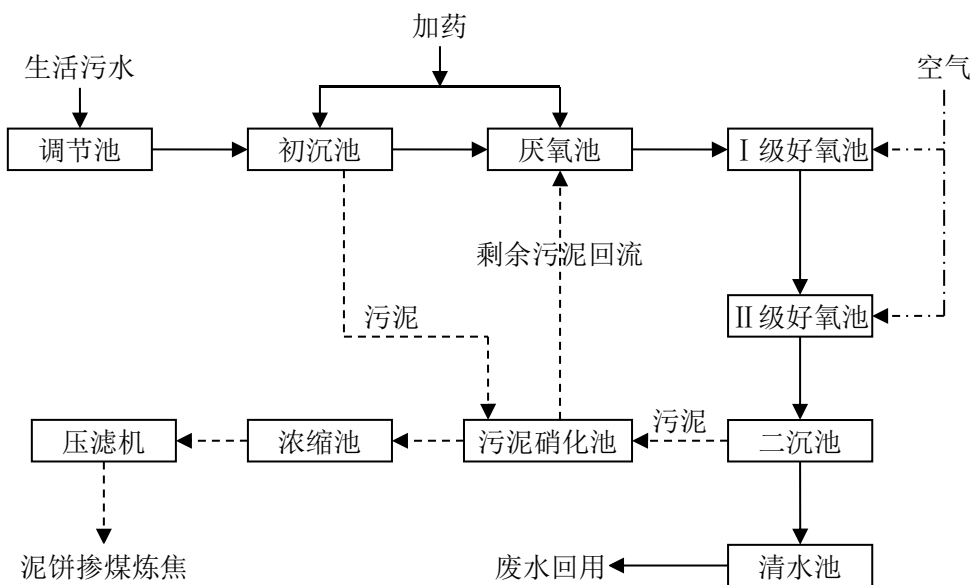 加药
生活污水
空气
调节池
初沉池
厌氧池
Ⅰ级好氧池
剩余污泥回流
污泥
Ⅱ级好氧池
压滤机
浓缩池
污泥硝化池
污泥
二沉池
泥饼掺煤炼焦
废水回用
清水池